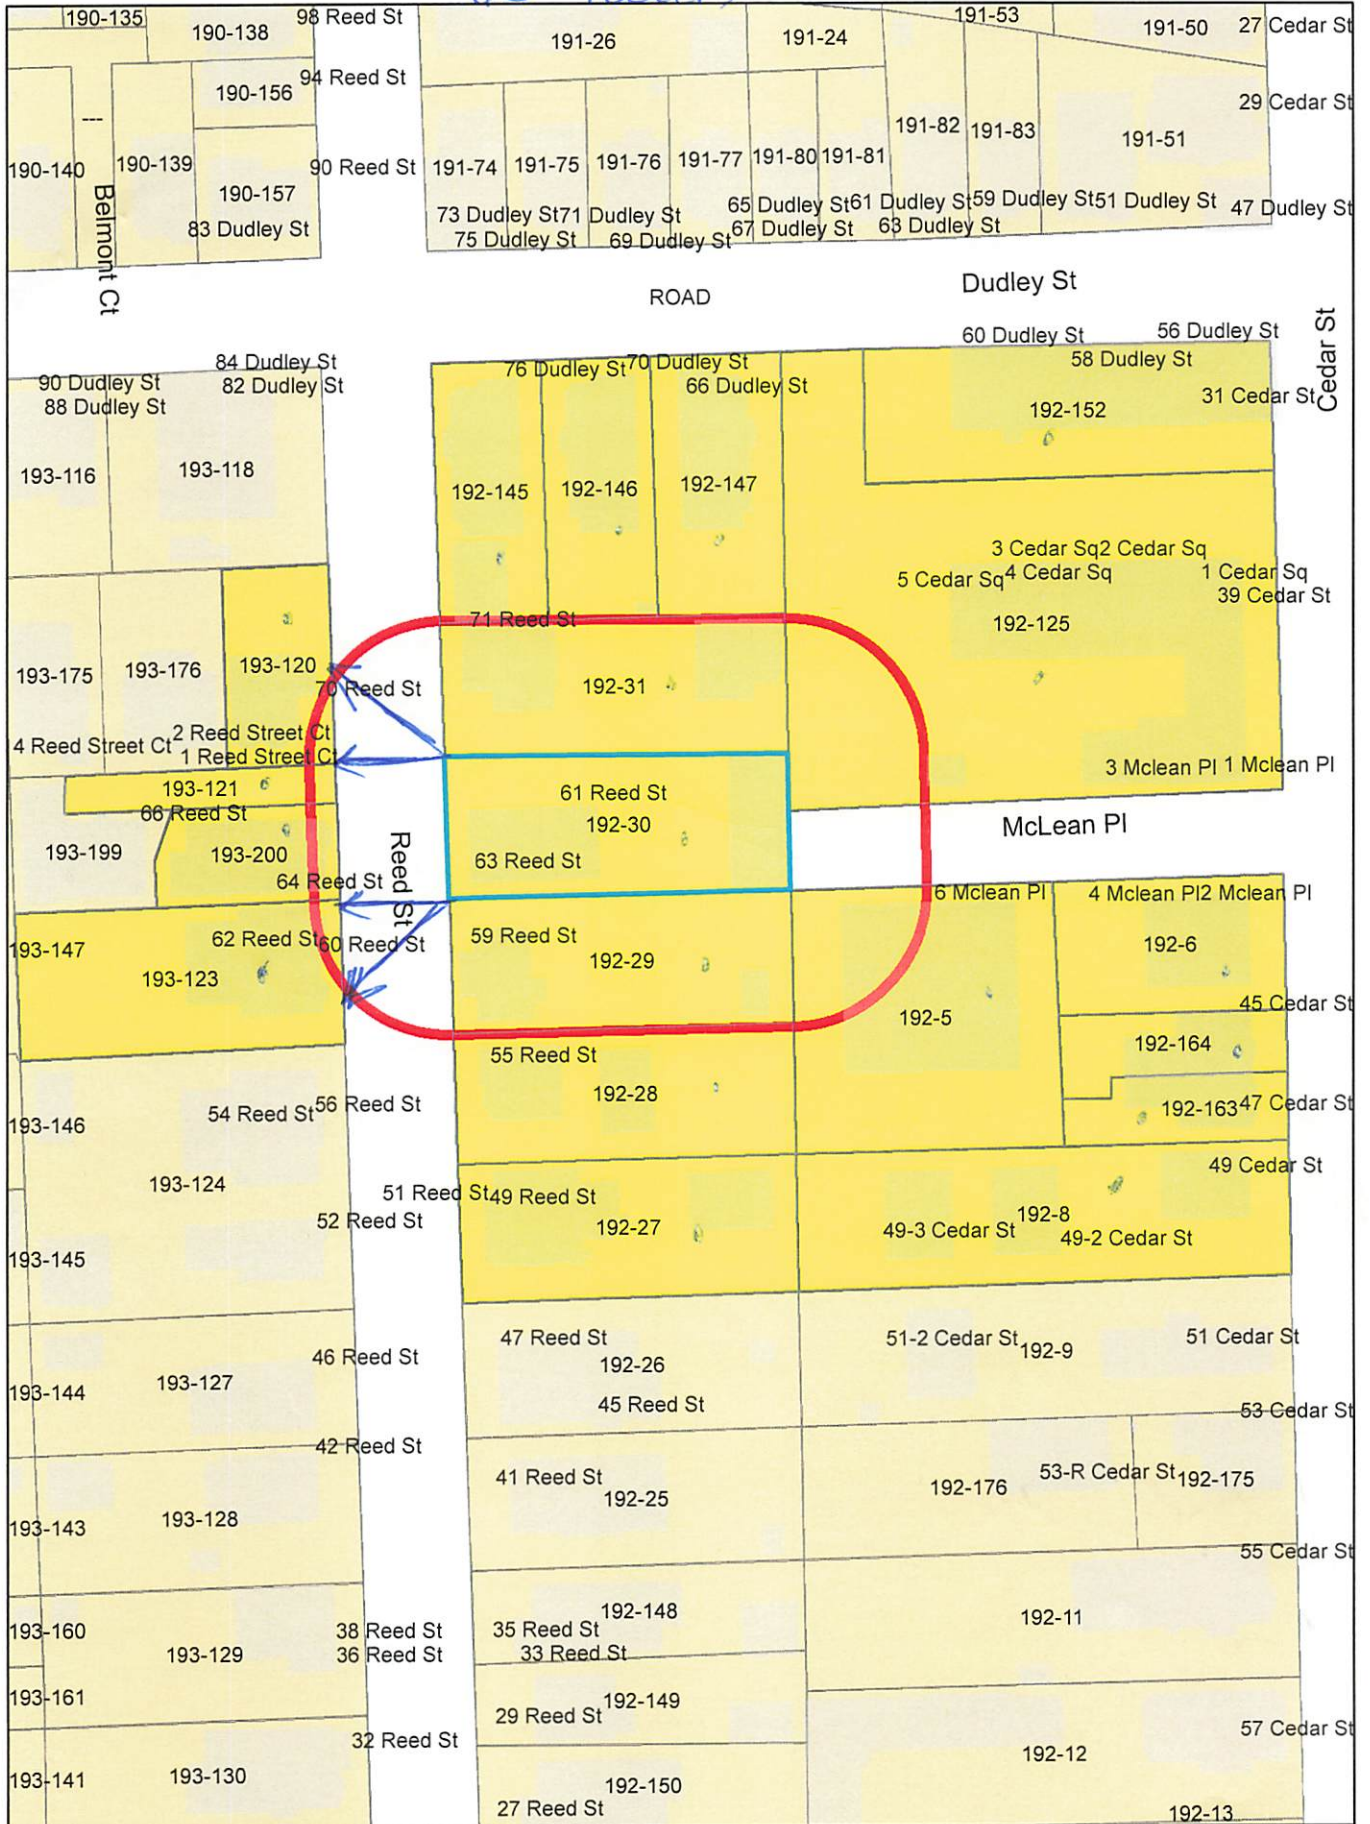 190-135
190-138
98 Reed St
191-26
191-24
191-53
191-50
27 Cedar St
94 Reed St
190-156
---
29 Cedar St
191-82
191-83
191-51
190-140
190-139
90 Reed St
191-74
191-75
191-76
191-77
191-80
191-81
190-157
Belmont Ct
83 Dudley St
73 Dudley St
71 Dudley St
65 Dudley St
61 Dudley St
59 Dudley St
51 Dudley St
47 Dudley St
75 Dudley St
69 Dudley St
67 Dudley St
63 Dudley St
ROAD
Dudley St
Cedar St
84 Dudley St
60 Dudley St
56 Dudley St
90 Dudley St
82 Dudley St
76 Dudley St
70 Dudley St
58 Dudley St
88 Dudley St
66 Dudley St
31 Cedar St
192-152
193-116
193-118
192-145
192-146
192-147
3 Cedar Sq
2 Cedar Sq
5 Cedar Sq
4 Cedar Sq
1 Cedar Sq
39 Cedar St
192-125
71 Reed St
193-175
193-176
193-120
70 Reed St
192-31
2 Reed Street Ct
4 Reed Street Ct
1 Reed Street Ct
3 Mclean Pl
1 Mclean Pl
193-121
61 Reed St
66 Reed St
192-30
McLean Pl
193-199
193-200
Reed St
63 Reed St
64 Reed St
6 Mclean Pl
4 Mclean Pl
2 Mclean Pl
193-147
62 Reed St
60 Reed St
59 Reed St
192-29
192-6
193-123
45 Cedar St
192-5
55 Reed St
192-164
192-28
56 Reed St
54 Reed St
192-163
47 Cedar St
193-146
193-124
49 Cedar St
51 Reed St
49 Reed St
52 Reed St
192-27
49-3 Cedar St
192-8
49-2 Cedar St
193-145
47 Reed St
51-2 Cedar St
192-9
51 Cedar St
46 Reed St
192-26
193-144
193-127
45 Reed St
53 Cedar St
42 Reed St
41 Reed St
53-R Cedar St
192-175
192-25
192-176
193-143
193-128
55 Cedar St
192-148
192-11
193-160
38 Reed St
35 Reed St
193-129
36 Reed St
33 Reed St
193-161
192-149
29 Reed St
57 Cedar St
32 Reed St
192-12
193-141
193-130
192-150
27 Reed St
192-13